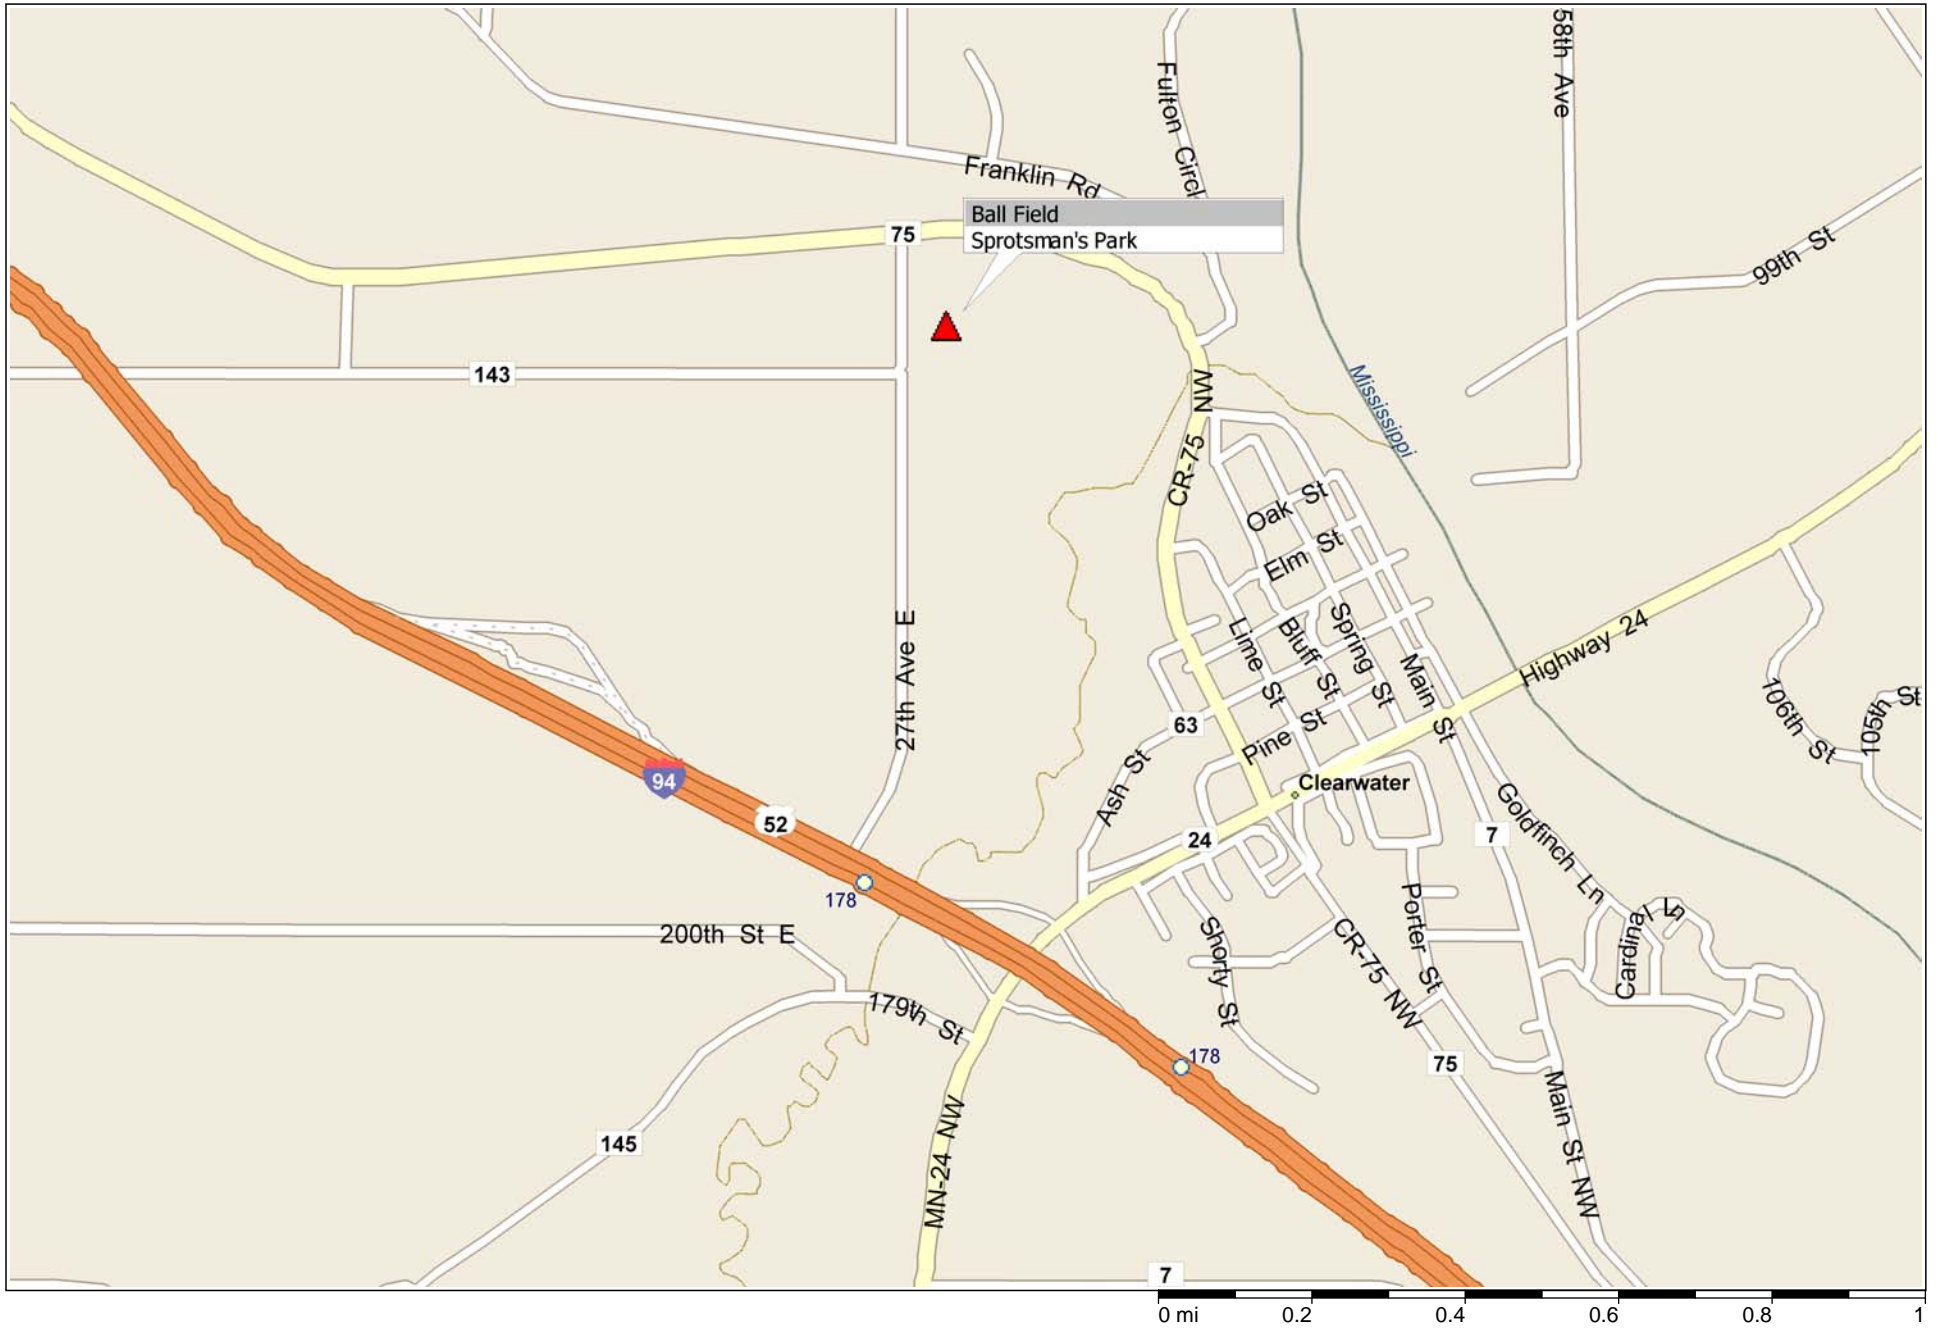 58th Ave
Fulton Circl
Franklin Rd
Ball Field
Sprotsman's Park
75
99th St
143
Mississippi
CR-75 NW
Oak St
Elm St
27th Ave E
Lime St
Bluff St
Spring St
Main St
Highway 24
106th St
105th St
63
Pine St
Ash St
Clearwater
94
52
24
7
Goldfinch Ln
178
200th St E
Porter St
Cardinal Ln
Shorty St
CR-75 NW
179th St
178
75
MN-24 NW
Main St NW
145
7
0 mi 0.2 0.4 0.6 0.8 1